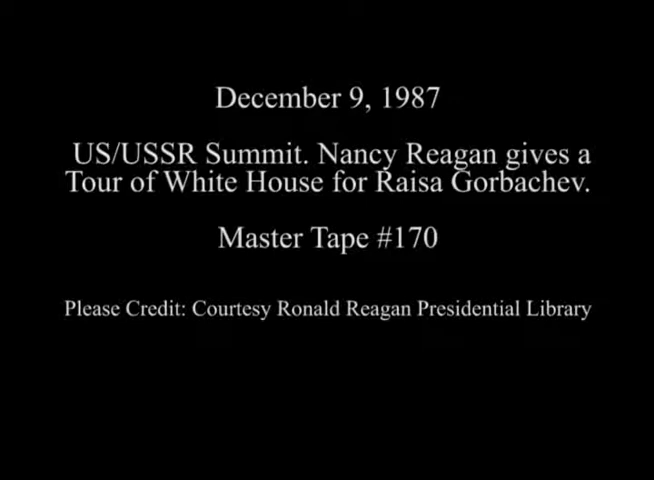 December 9, 1987
US/USSR Summit. Nancy Reagan gives a
Tour of White House for Raisa Gorbachev.
Master Tape #170
Please Credit: Courtesy Ronald Reagan Presidential Library